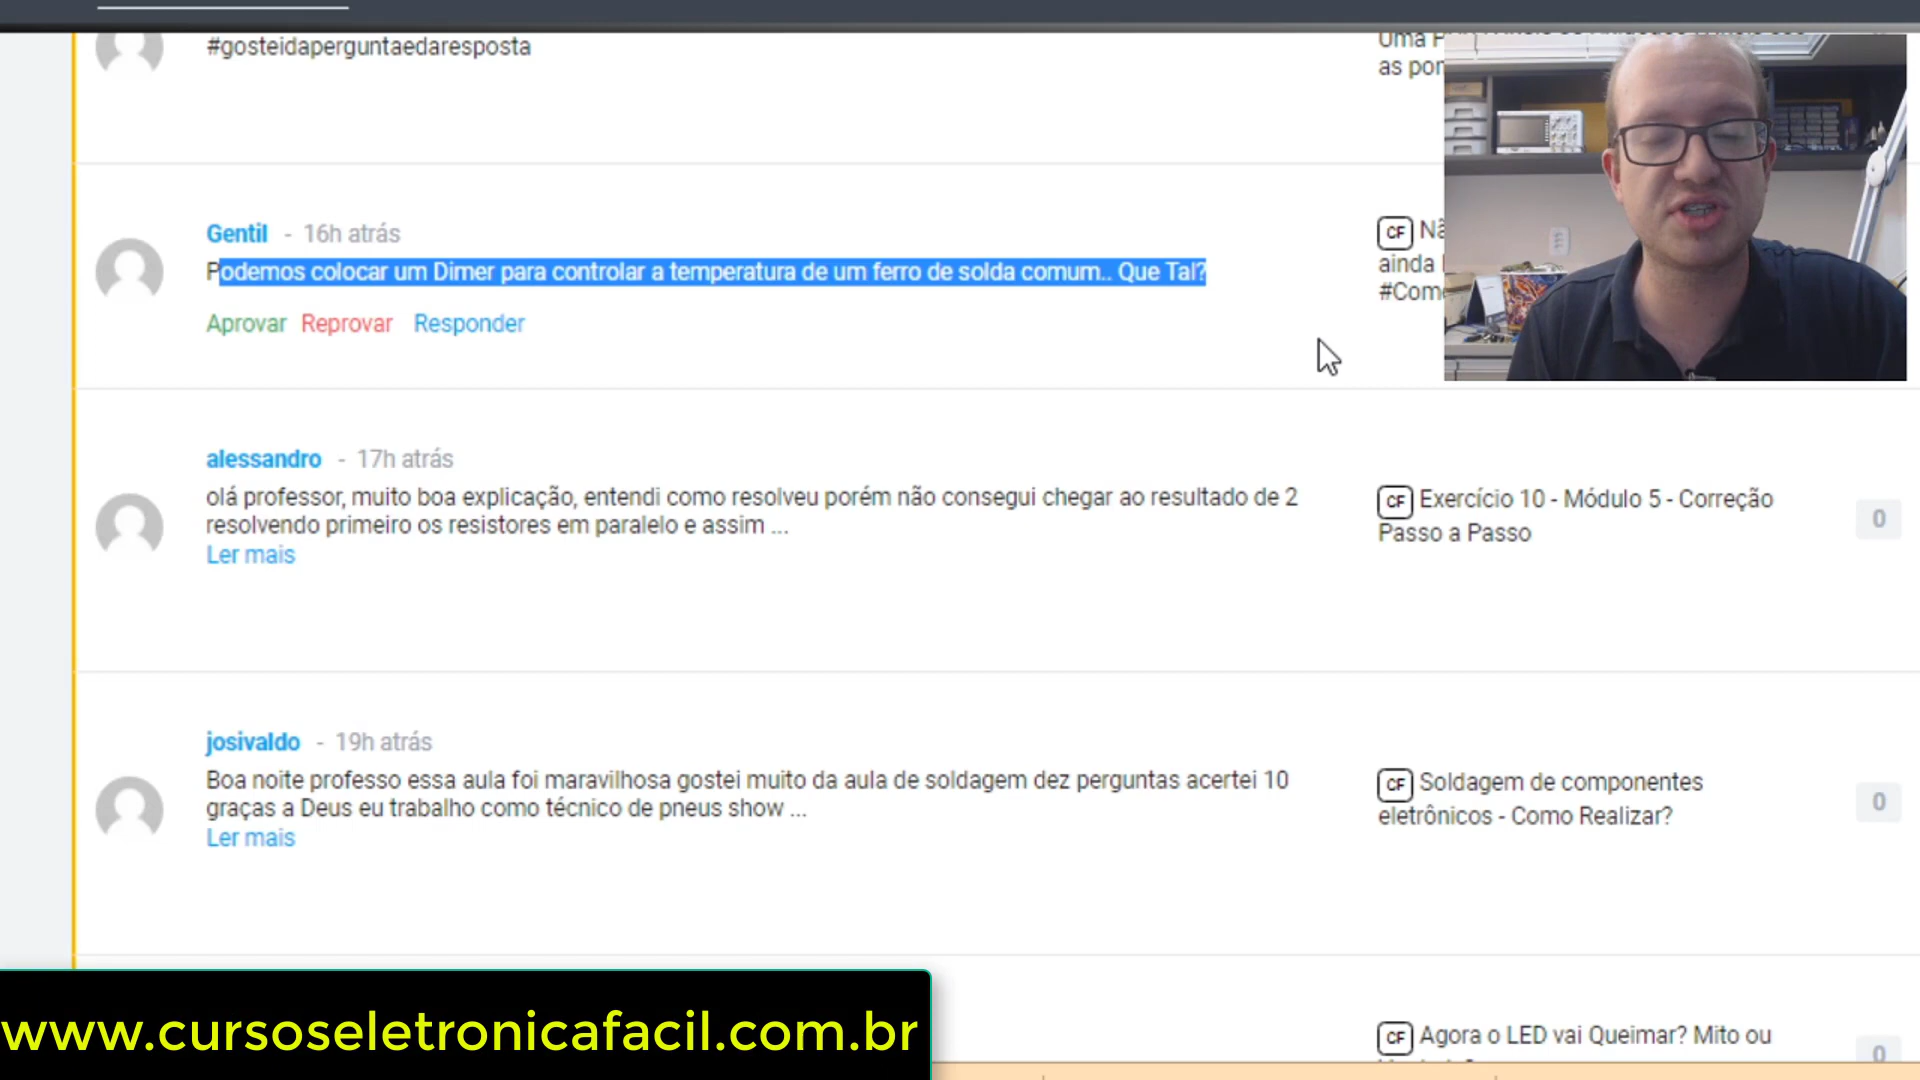 #gosteidaperguntaedaresposta
as por
Gentil - 16h atrás
Podemos colocar um Dimer para controlar a temperatura de um ferro de solda comum.. Que Tal?
Aprovar Reprovar Responder
CF
ainda
#Com
alessandro - 17h atrás
olá professor, muito boa explicação, entendi como resolveu porém não consegui chegar ao resultado de 2
resolvendo primeiro os resistores em paralelo e assim ...
Ler mais
CF Exercício 10 - Módulo 5 - Correção
Passo a Passo
0
josivaldo - 19h atrás
Boa noite professo essa aula foi maravilhosa gostei muito da aula de soldagem dez perguntas acertei 10
graças a Deus eu trabalho como técnico de pneus show ...
Ler mais
CF Soldagem de componentes
eletrônicos - Como Realizar?
0
CF Agora o LED vai Queimar? Mito ou
0
www.cursoseletronicafacil.com.br